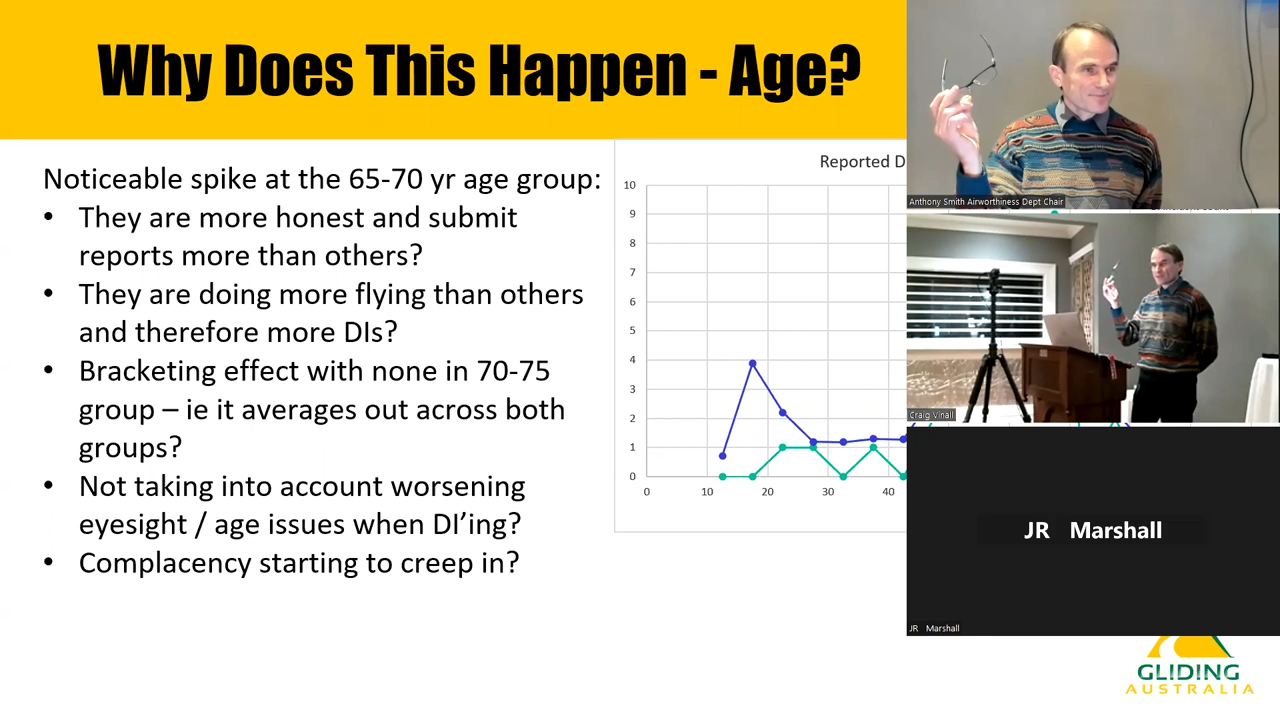 Why Does This Happen - Age?
Noticeable spike at the 65-70 yr age group:
• They are more honest and submit
reports more than others?
• They are doing more flying than others
and therefore more DIs?
• Bracketing effect with none in 70-75
group – ie it averages out across both
groups?
• Not taking into account worsening
eyesight / age issues when DI’ing?
• Complacency starting to creep in?
Reported D
10
9
8
7
6
5
4
3
2
1
0
0 10 20 30 40
Anthony Smith Airworthiness Dept Chair
Craig Vinall
JR Marshall
JR Marshall
GLIDING
AUSTRALIA